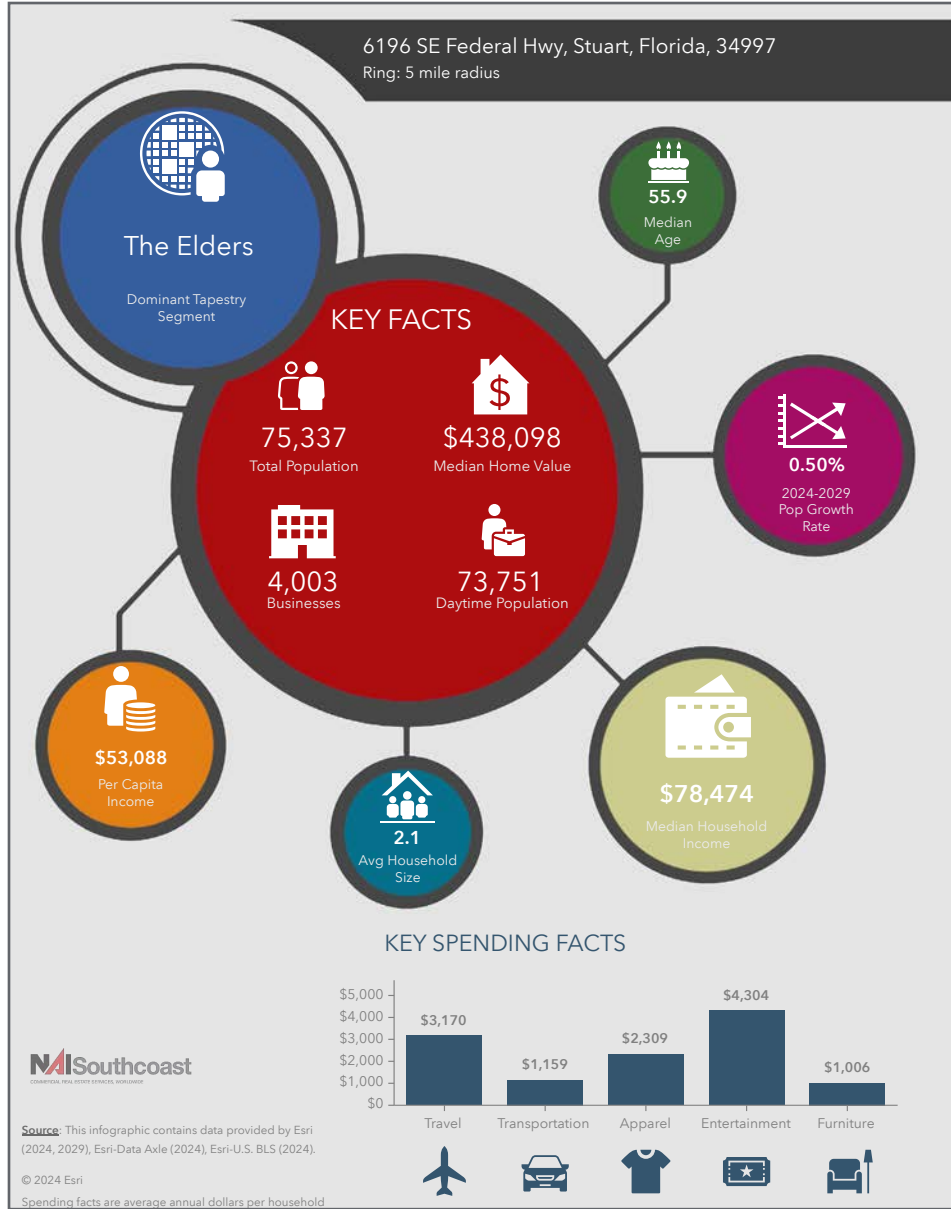 6196 SE Federal Hwy, Stuart, Florida, 34997
Ring: 5 mile radius
The Elders
Dominant Tapestry
Segment
55.9
Median
Age
KEY FACTS
75,337
Total Population
$438,098
Median Home Value
4,003
Businesses
73,751
Daytime Population
0.50%
2024-2029
Pop Growth
Rate
$53,088
Per Capita
Income
2.1
Avg Household
Size
$78,474
Median Household
Income
KEY SPENDING FACTS
$5,000
$4,000
$3,000
$2,000
$1,000
$0
$3,170
$1,159
$2,309
$4,304
$1,006
Travel
Transportation
Apparel
Entertainment
Furniture
NAISouthcoast
COMMERCIAL REAL ESTATE SERVICES, WORLDWIDE
Source: This infographic contains data provided by Esri
(2024, 2029), Esri-Data Axle (2024), Esri-U.S. BLS (2024).
© 2024 Esri
Spending facts are average annual dollars per household